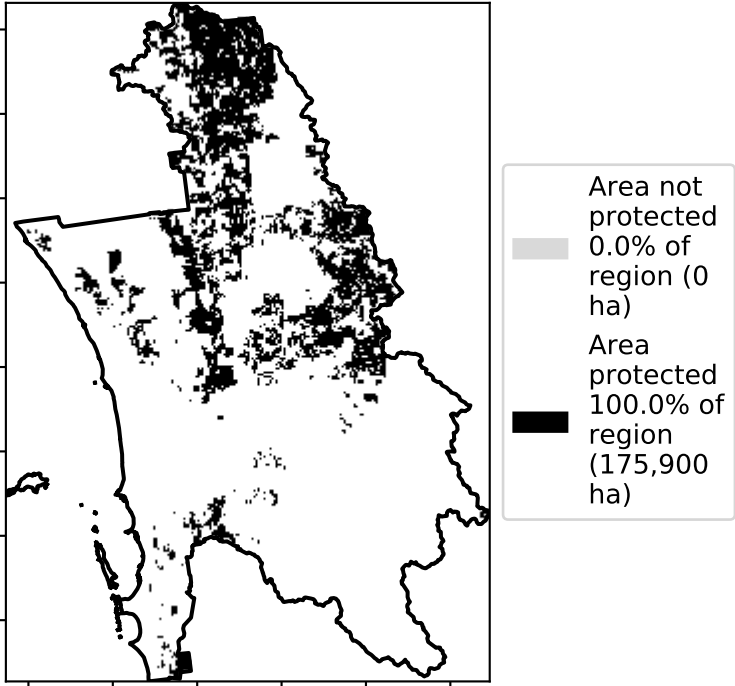 Area not
protected
0.0% of
region (0
ha)
Area
protected
100.0% of
region
(175,900
ha)